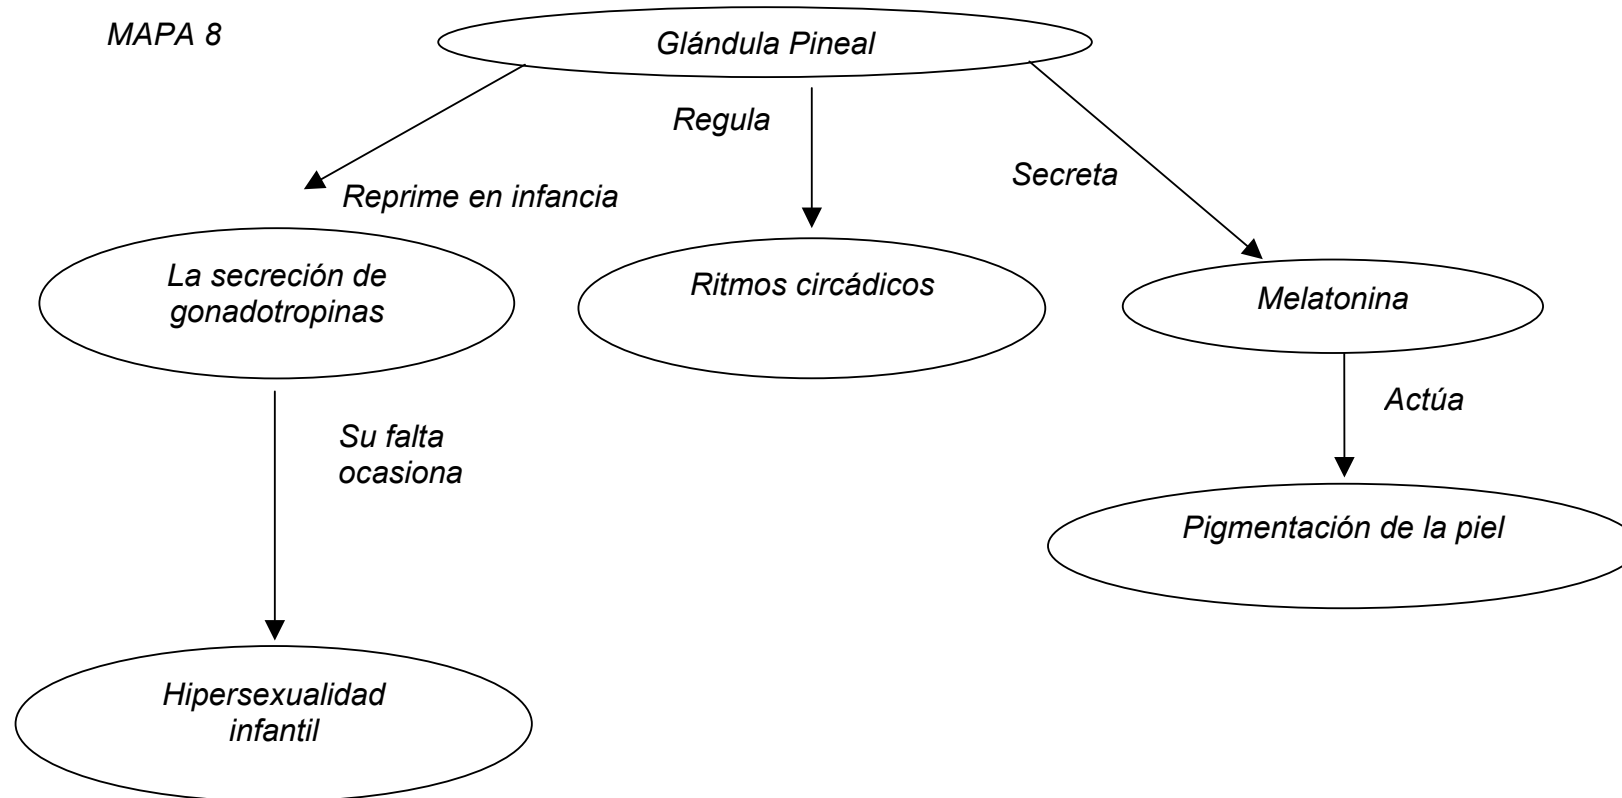 MAPA 8
Glándula Pineal
Regula
Secreta
Reprime en infancia
La secreción de
gonadotropinas
Ritmos circádicos
Melatonina
Actúa
Su falta
ocasiona
Pigmentación de la piel
Hipersexualidad
infantil